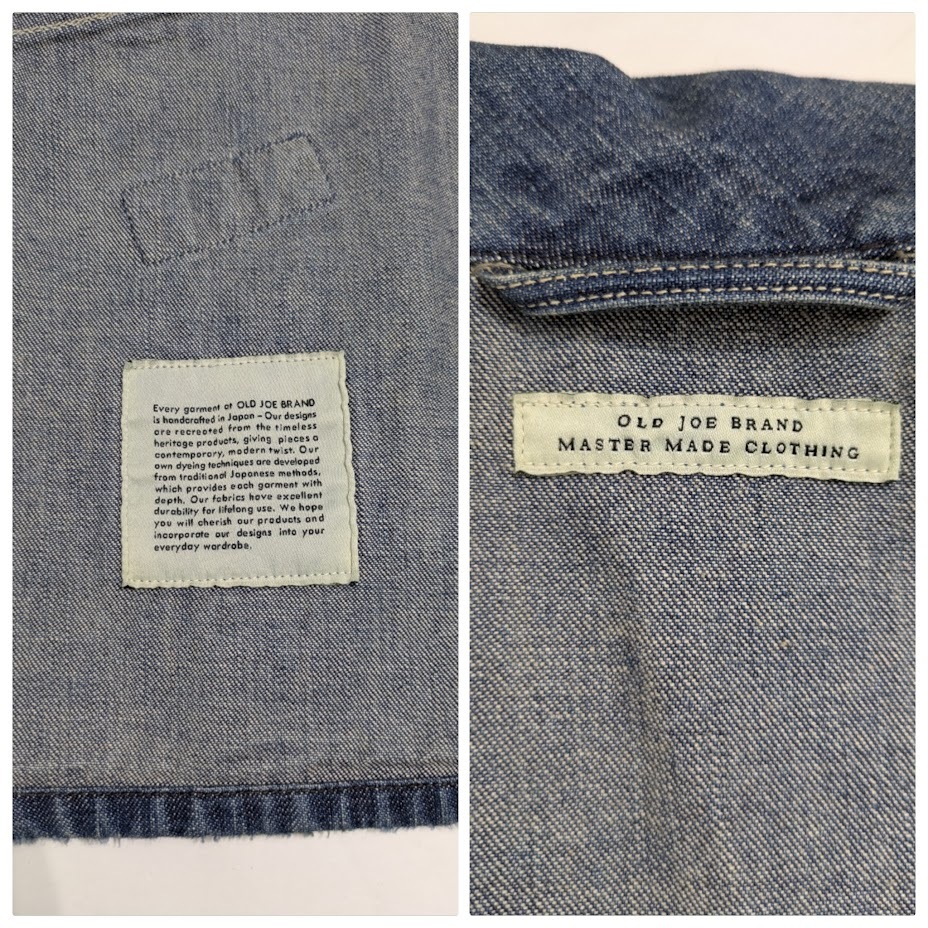 Every garment of OLD JOE BRAND
is handcrafted in Japan – Our designs
are recreated from the timeless
heritage products, giving pieces a
contemporary, modern twist. Our
own dyeing techniques are developed
from traditional Japanese methods,
which provides each garment with
depth. Our fabrics have excellent
durability for lifelong use. We hope
you will cherish our products and
incorporate our designs into your
everyday wardrobe.
OLD JOE BRAND
MASTER MADE CLOTHING